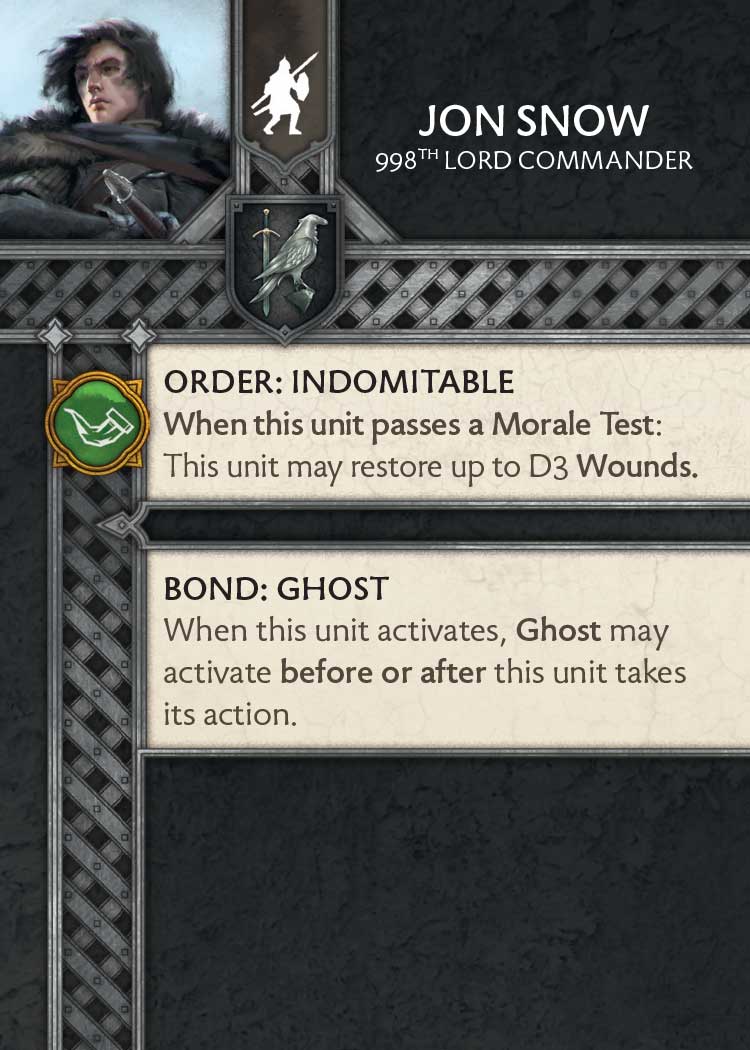 JON SNOW
998TH LORD COMMANDER
ORDER: INDOMITABLE
When this unit passes a Morale Test:
This unit may restore up to D3 Wounds.
BOND: GHOST
When this unit activates, Ghost may
activate before or after this unit takes
its action.